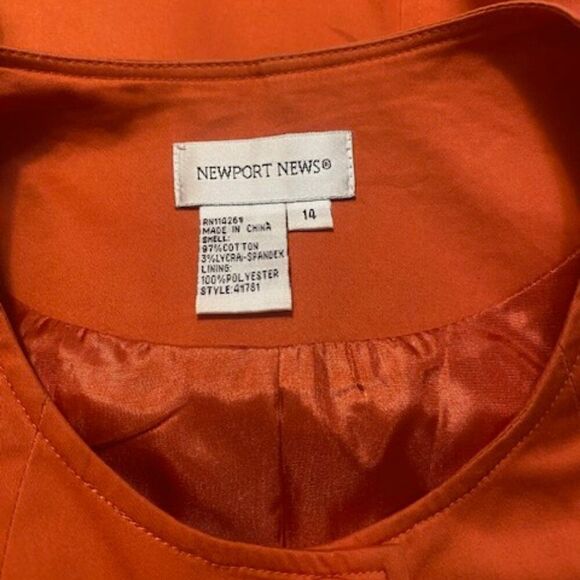 NEWPORT NEWS®
14
RN114269
MADE IN CHINA
SHELL:
97%COTTON
3%LYCRA-SPANDEX
LINING:
100%POLYESTER
STYLE:41781